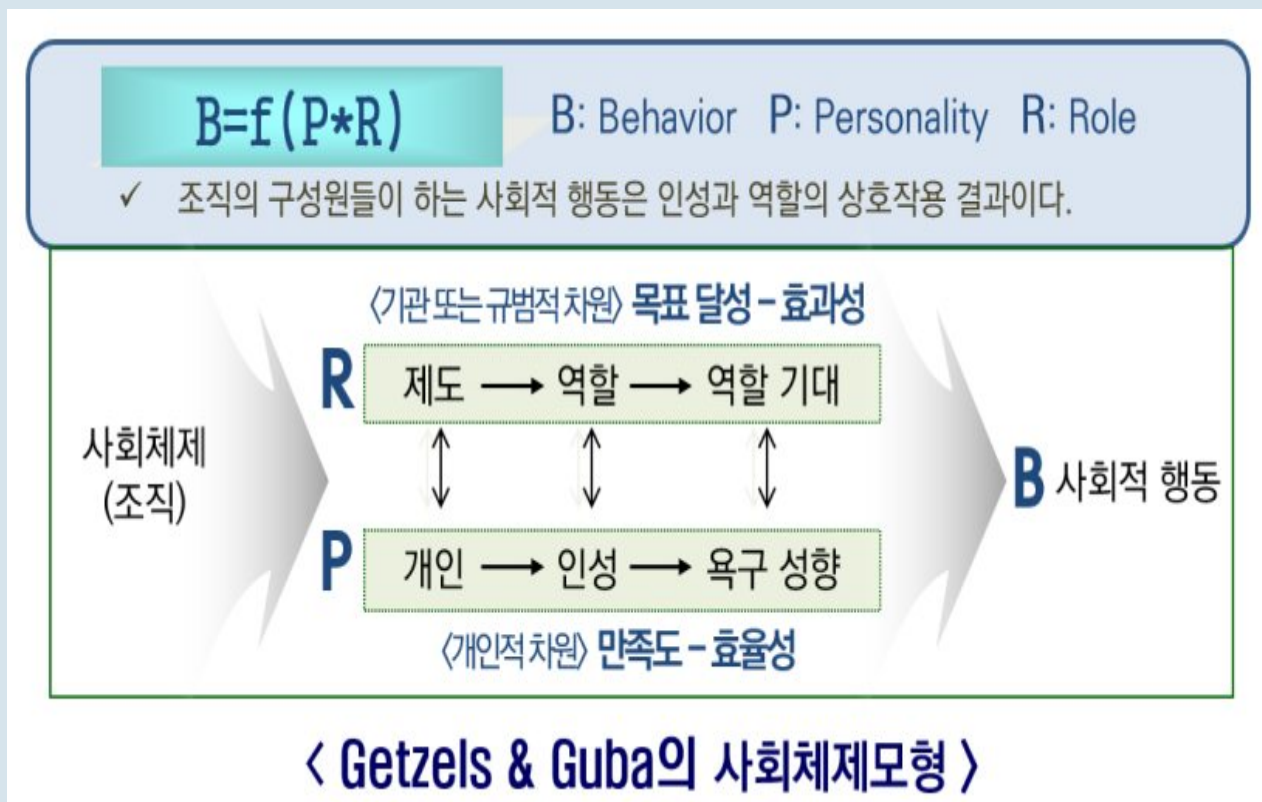 B=f(P*R) B: Behavior P: Personality R: Role
✓ 조직의 구성원들이 하는 사회적 행동은 인성과 역할의 상호작용 결과이다.
〈기관 또는 규범적 차원〉 목표 달성 – 효과성
R 제도 → 역할 → 역할 기대
사회체제
(조직)
B 사회적 행동
P 개인 → 인성 → 욕구 성향
〈개인적 차원〉 만족도 – 효율성
< Getzels & Guba의 사회체제모형 >